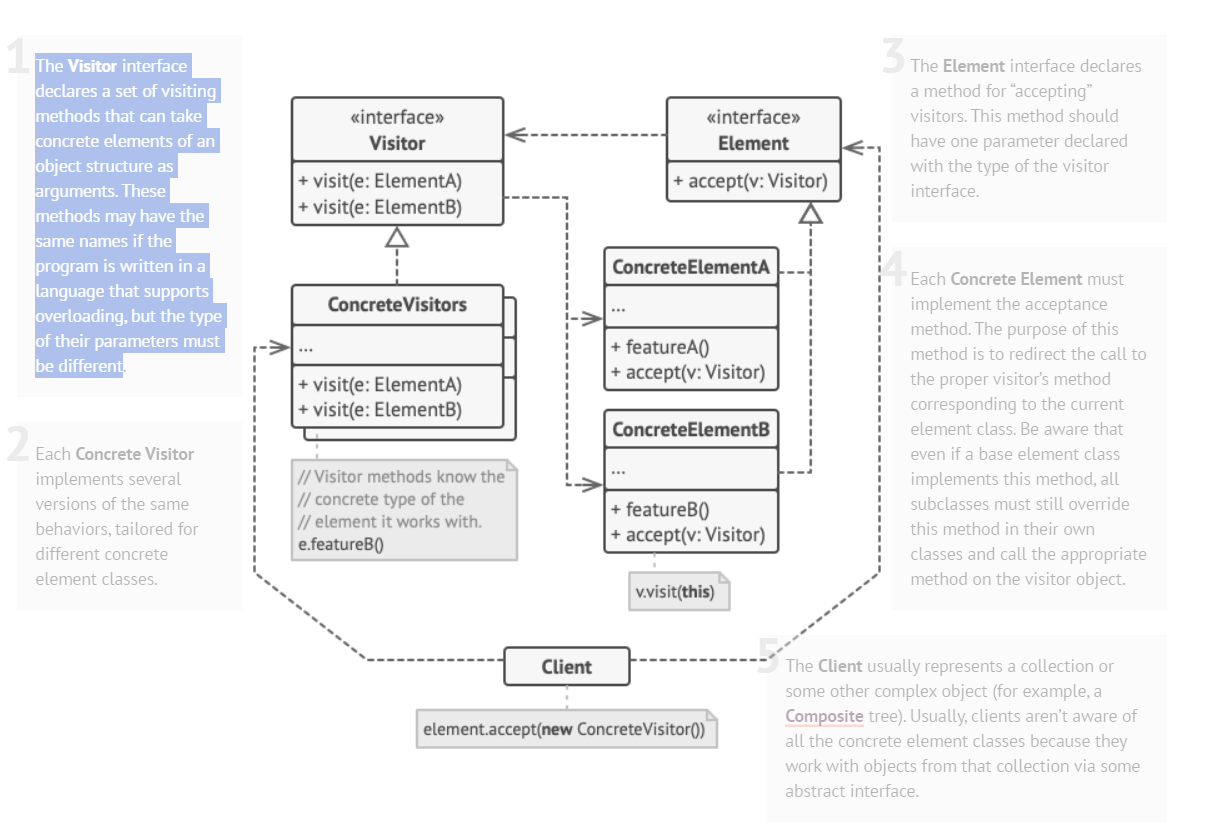 1
The Visitor interface
declares a set of visiting
methods that can take
concrete elements of an
object structure as
arguments. These
methods may have the
same names if the
program is written in a
language that supports
overloading, but the type
of their parameters must
be different.
2
Each Concrete Visitor
implements several
versions of the same
behaviors, tailored for
different concrete
element classes.
«interface»
Visitor
+ visit(e: ElementA)
+ visit(e: ElementB)
ConcreteVisitors
...
+ visit(e: ElementA)
+ visit(e: ElementB)
// Visitor methods know the
// concrete type of the
// element it works with.
e.featureB()
«interface»
Element
+ accept(v: Visitor)
ConcreteElementA
...
+ featureA()
+ accept(v: Visitor)
ConcreteElementB
...
+ featureB()
+ accept(v: Visitor)
v.visit(this)
Client
element.accept(new ConcreteVisitor())
3
The Element interface declares
a method for “accepting”
visitors. This method should
have one parameter declared
with the type of the visitor
interface.
4
Each Concrete Element must
implement the acceptance
method. The purpose of this
method is to redirect the call to
the proper visitor’s method
corresponding to the current
element class. Be aware that
even if a base element class
implements this method, all
subclasses must still override
this method in their own
classes and call the appropriate
method on the visitor object.
5
The Client usually represents a collection or
some other complex object (for example, a
Composite tree). Usually, clients aren’t aware of
all the concrete element classes because they
work with objects from that collection via some
abstract interface.